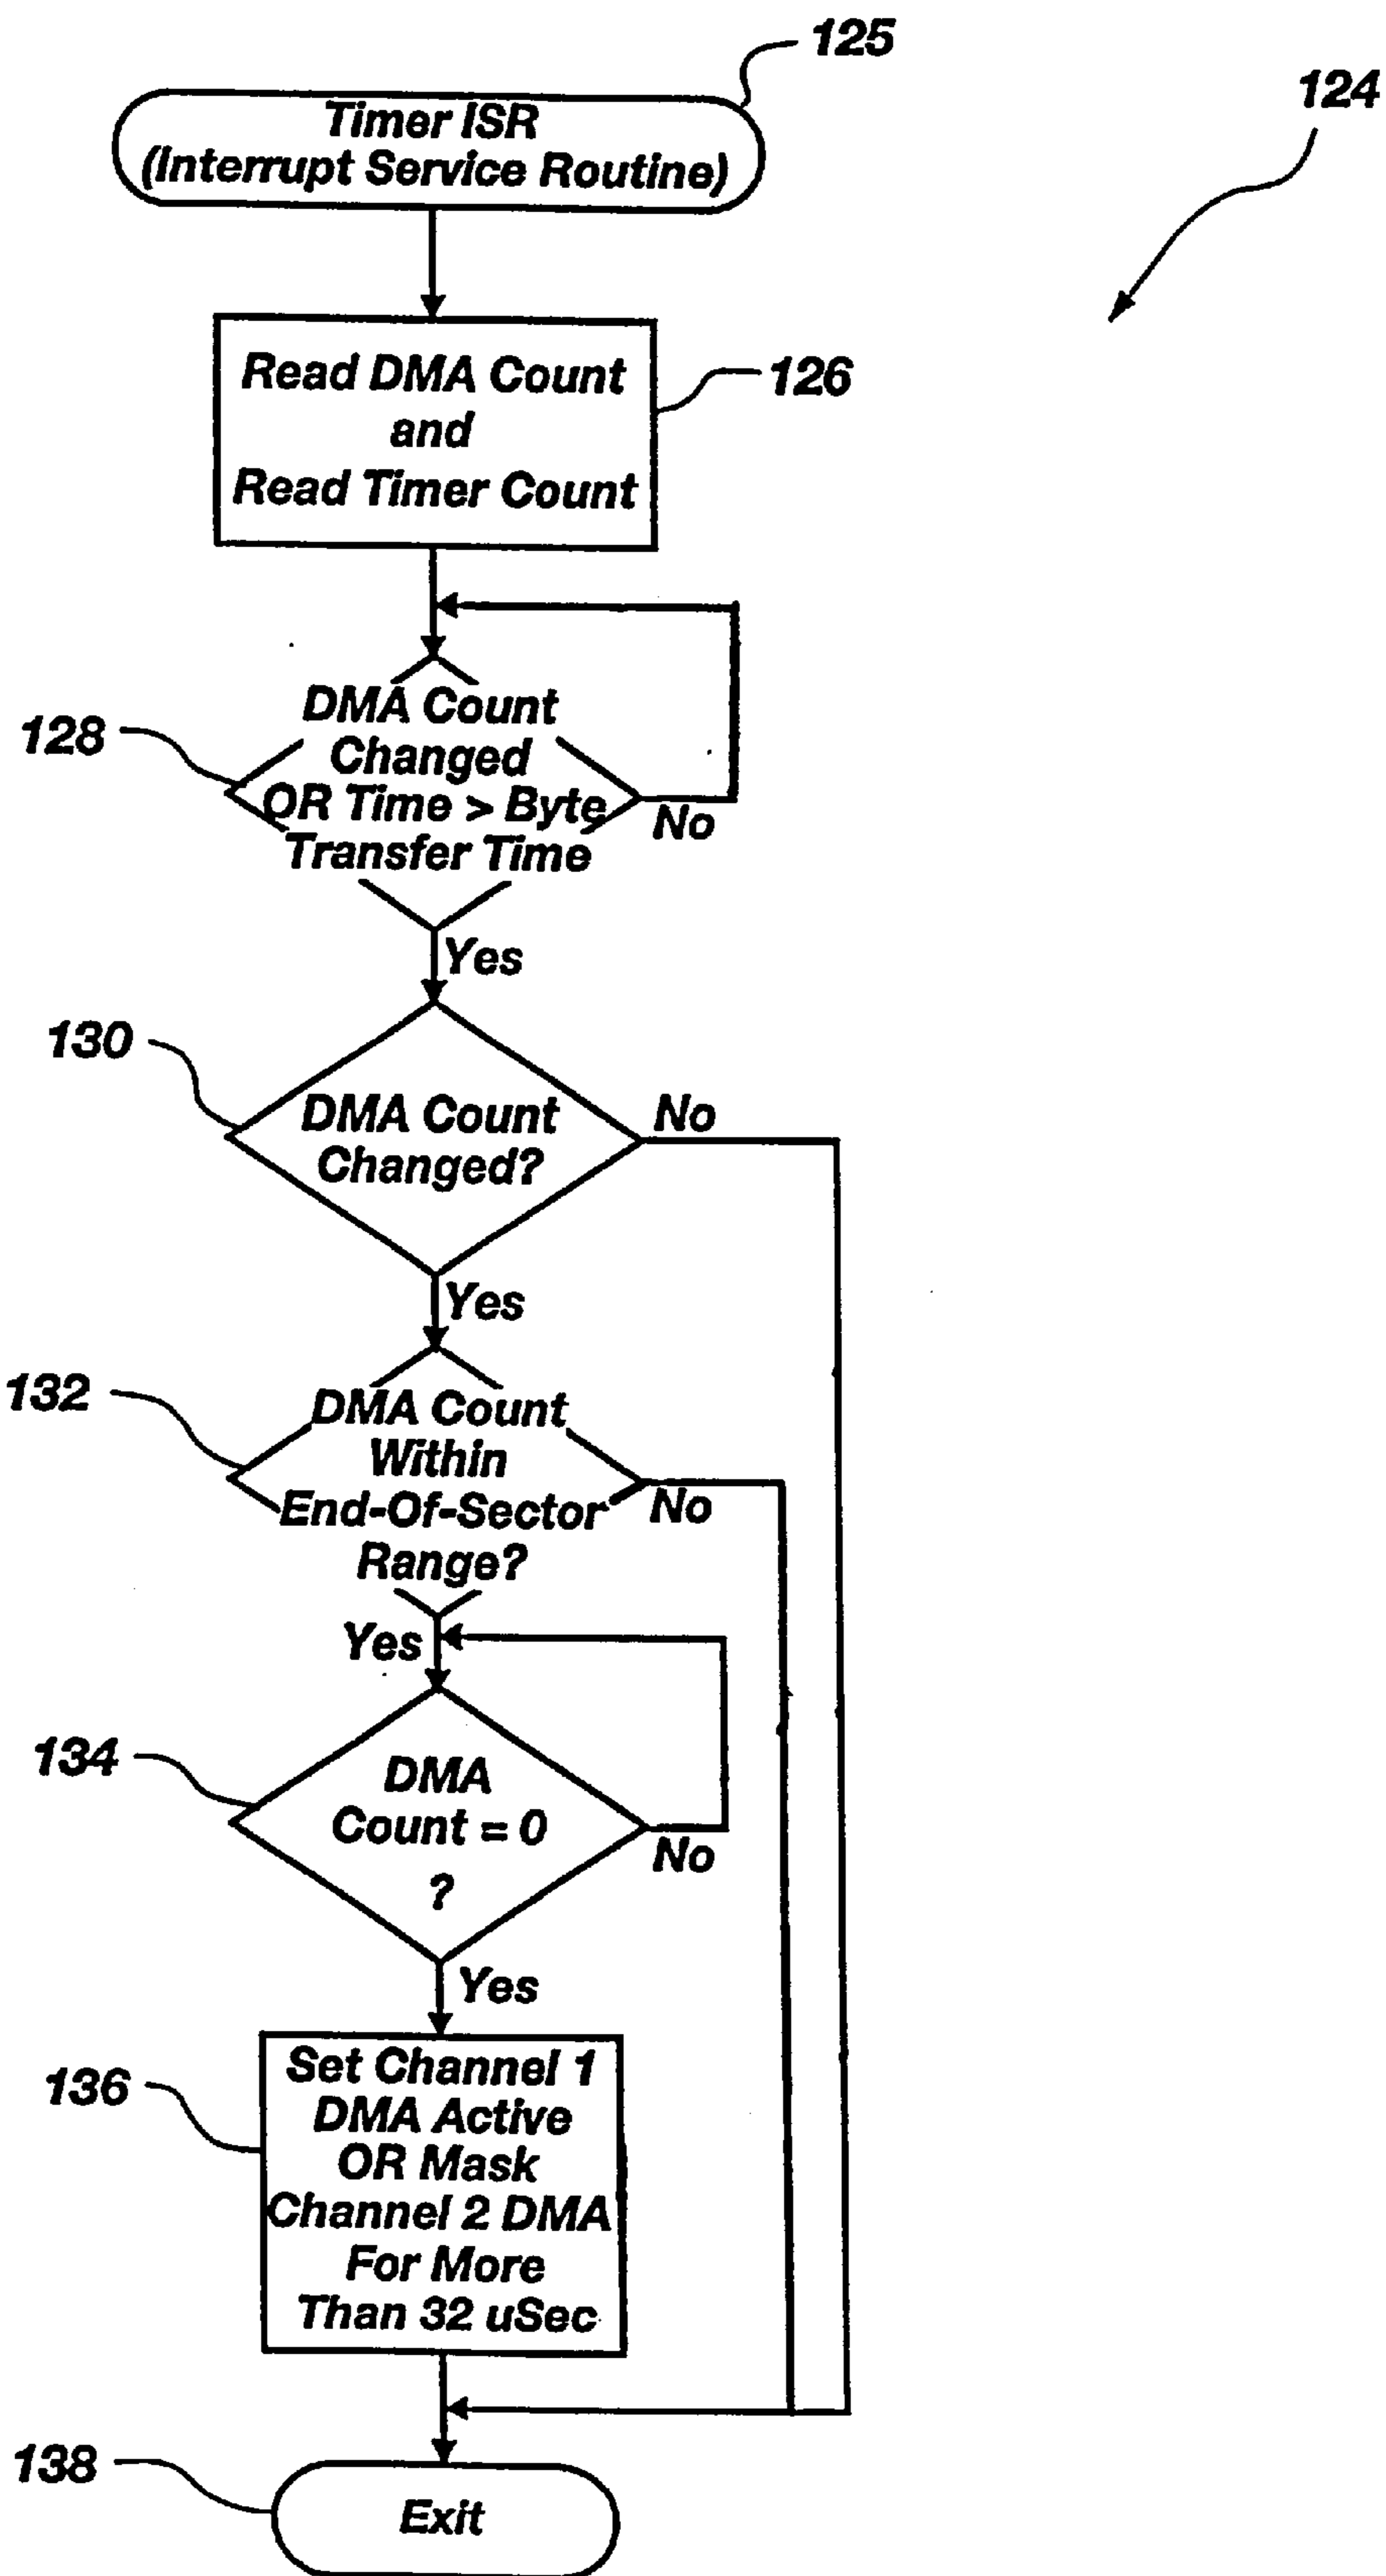 125
124
Timer ISR
(Interrupt Service Routine)
Read DMA Count
and
Read Timer Count
126
DMA Count
Changed
OR Time > Byte
Transfer Time
128
No
Yes
130
DMA Count
Changed?
No
Yes
132
DMA Count
Within
End-Of-Sector
Range?
No
Yes
134
DMA
Count = 0
?
No
Yes
136
Set Channel 1
DMA Active
OR Mask
Channel 2 DMA
For More
Than 32 uSec
138
Exit